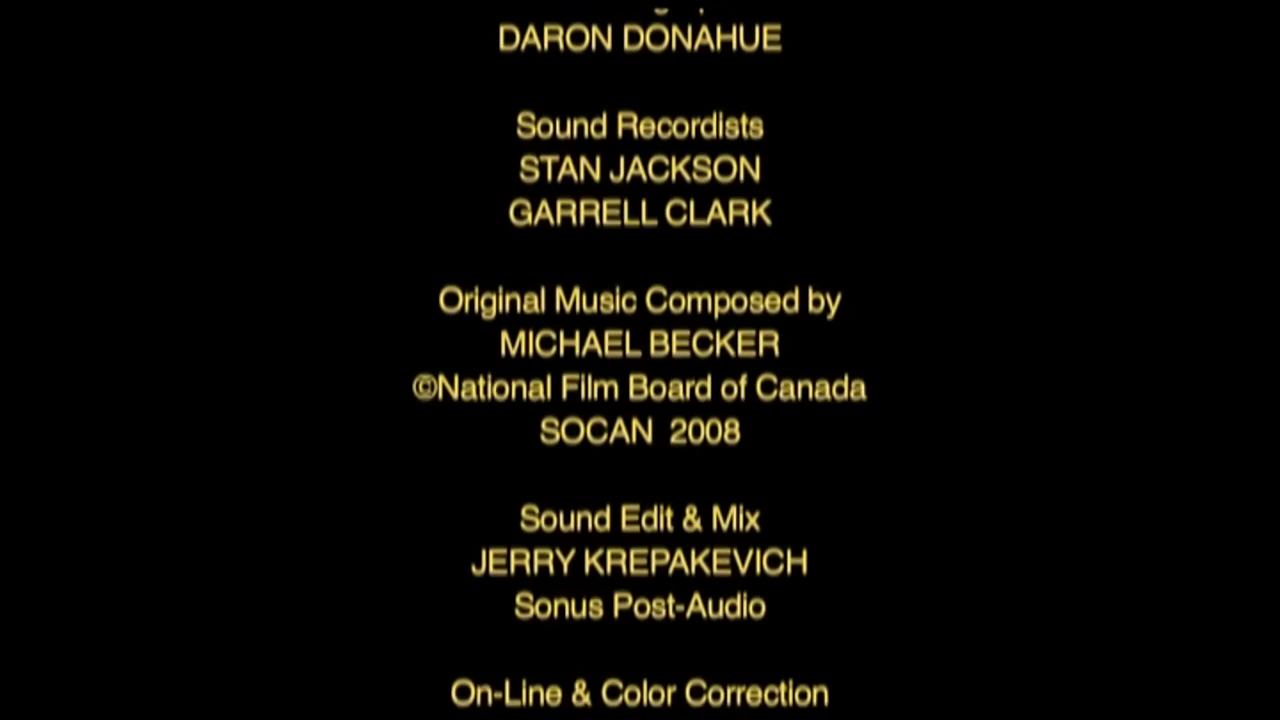 DARON DONAHUE
Sound Recordists
STAN JACKSON
GARRELL CLARK
Original Music Composed by
MICHAEL BECKER
©National Film Board of Canada
SOCAN 2008
Sound Edit & Mix
JERRY KREPAKEVICH
Sonus Post-Audio
On-Line & Color Correction